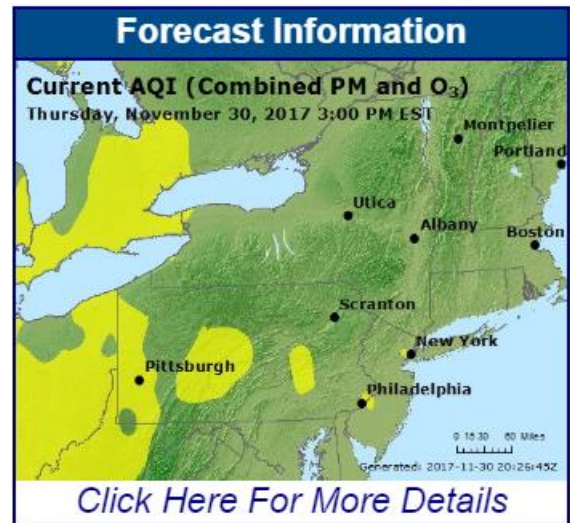 Forecast Information
Current AQI (Combined PM and O₃)
Thursday, November 30, 2017 3:00 PM EST
Montpelier
Portland
Utica
Albany
Boston
Scranton
New York
Pittsburgh
Philadelphia
0 15 30 60 Miles
Generated: 2017-11-30 20:26:45Z
Click Here For More Details